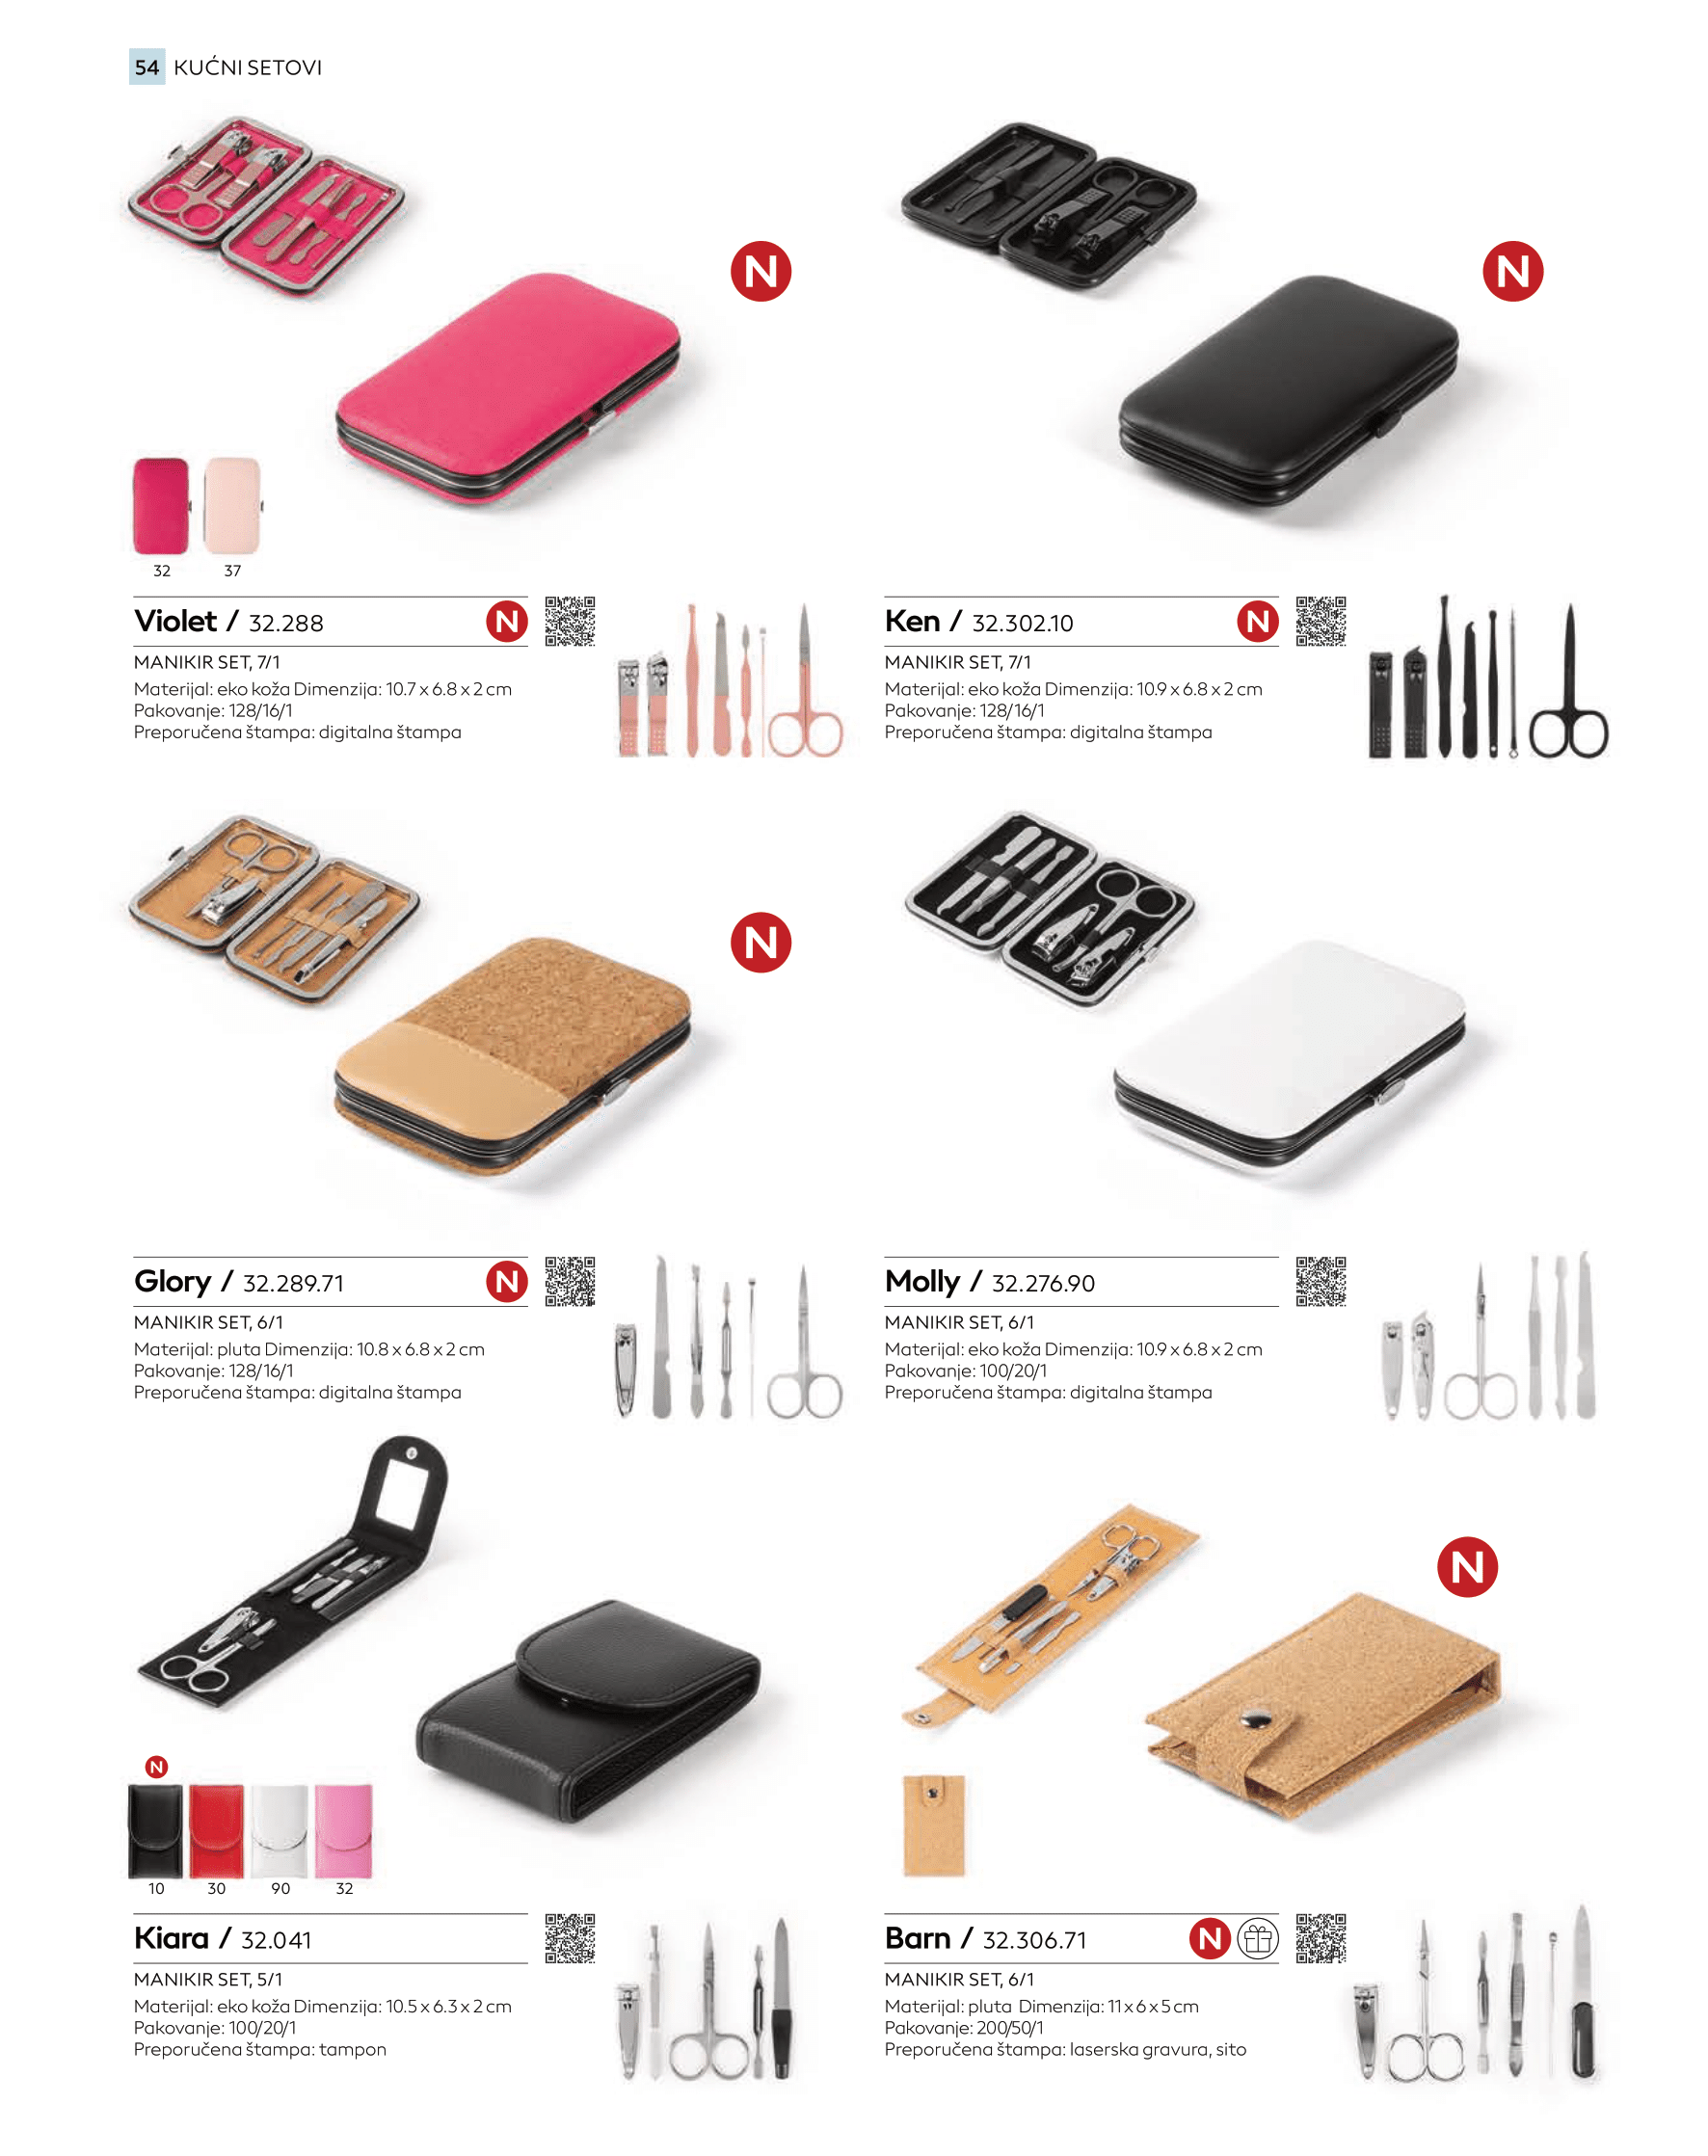 54 KUĆNI SETOVI
N
N
32 37
Violet / 32.288 N
MANIKIR SET, 7/1
Materijal: eko koža Dimenzija: 10.7 x 6.8 x 2 cm
Pakovanje: 128/16/1
Preporučena štampa: digitalna štampa
Ken / 32.302.10 N
MANIKIR SET, 7/1
Materijal: eko koža Dimenzija: 10.9 x 6.8 x 2 cm
Pakovanje: 128/16/1
Preporučena štampa: digitalna štampa
N
Glory / 32.289.71 N
MANIKIR SET, 6/1
Materijal: pluta Dimenzija: 10.8 x 6.8 x 2 cm
Pakovanje: 128/16/1
Preporučena štampa: digitalna štampa
Molly / 32.276.90
MANIKIR SET, 6/1
Materijal: eko koža Dimenzija: 10.9 x 6.8 x 2 cm
Pakovanje: 100/20/1
Preporučena štampa: digitalna štampa
N
N
10 30 90 32
Kiara / 32.041
MANIKIR SET, 5/1
Materijal: eko koža Dimenzija: 10.5 x 6.3 x 2 cm
Pakovanje: 100/20/1
Preporučena štampa: tampon
Barn / 32.306.71 N
MANIKIR SET, 6/1
Materijal: pluta Dimenzija: 11 x 6 x 5 cm
Pakovanje: 200/50/1
Preporučena štampa: laserska gravura, sito